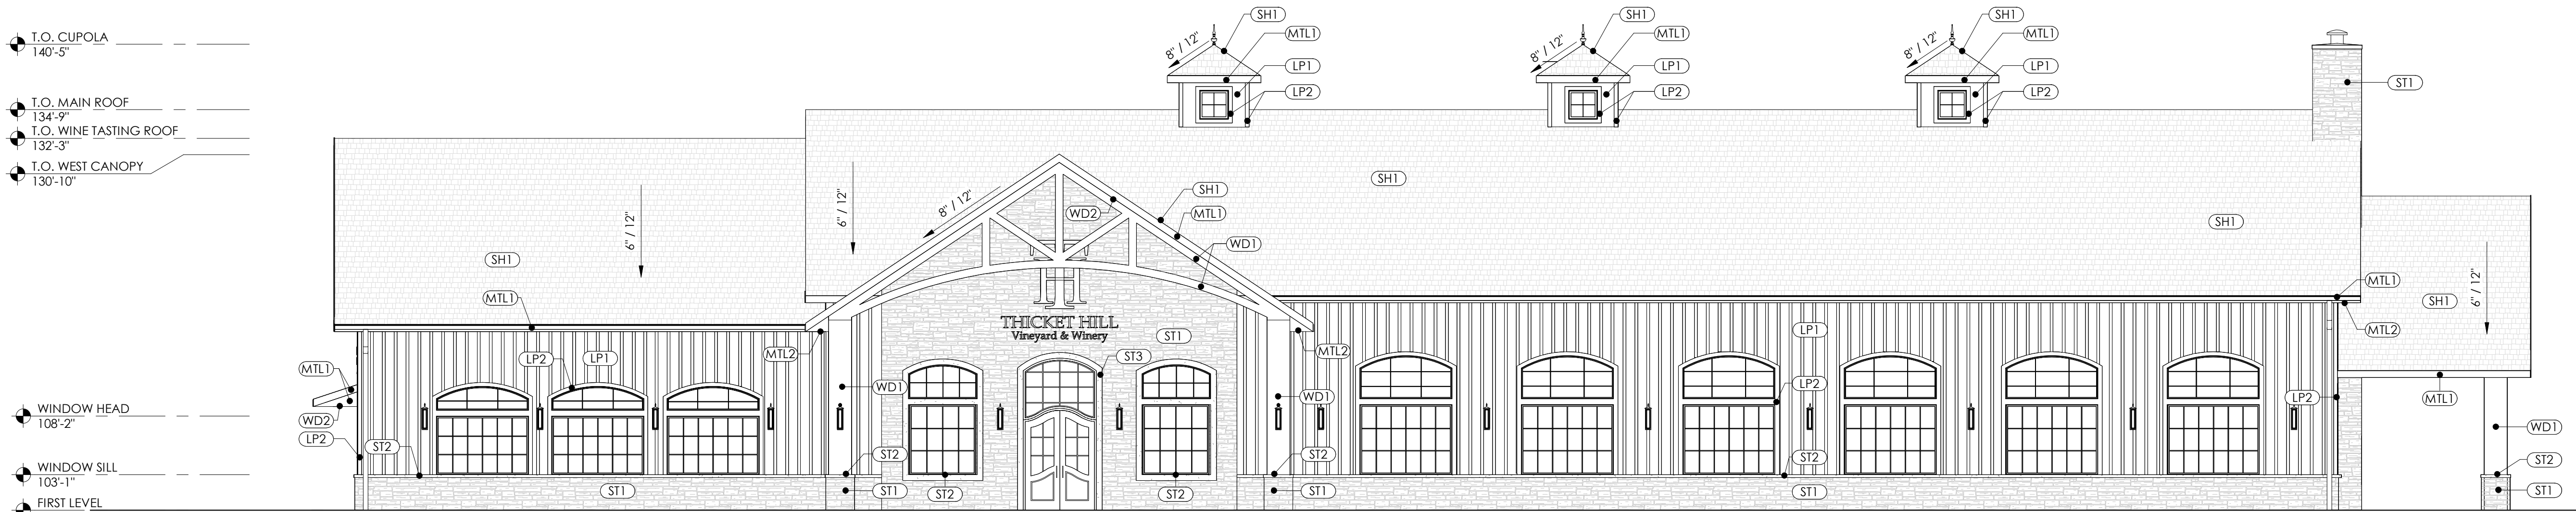 T.O. CUPOLA
140'-5"
T.O. MAIN ROOF
134'-9"
T.O. WINE TASTING ROOF
132'-3"
T.O. WEST CANOPY
130'-10"
WINDOW HEAD
108'-2"
WINDOW SILL
103'-1"
FIRST LEVEL
8" / 12"
SH1
MTL1
LP1
LP2
8" / 12"
SH1
MTL1
LP1
LP2
8" / 12"
SH1
MTL1
LP1
LP2
ST1
6" / 12"
SH1
MTL1
6" / 12"
8" / 12"
WD2
SH1
MTL1
WD1
SH1
SH1
H
THICKET HILL
Vineyard & Winery
ST1
ST3
MTL2
MTL2
LP2
LP1
MTL1
WD2
LP2
ST2
ST1
WD1
ST2
ST1
ST2
ST2
WD1
ST2
ST1
LP1
LP2
ST2
ST1
MTL1
MTL2
LP2
6" / 12"
SH1
MTL1
WD1
ST2
ST1